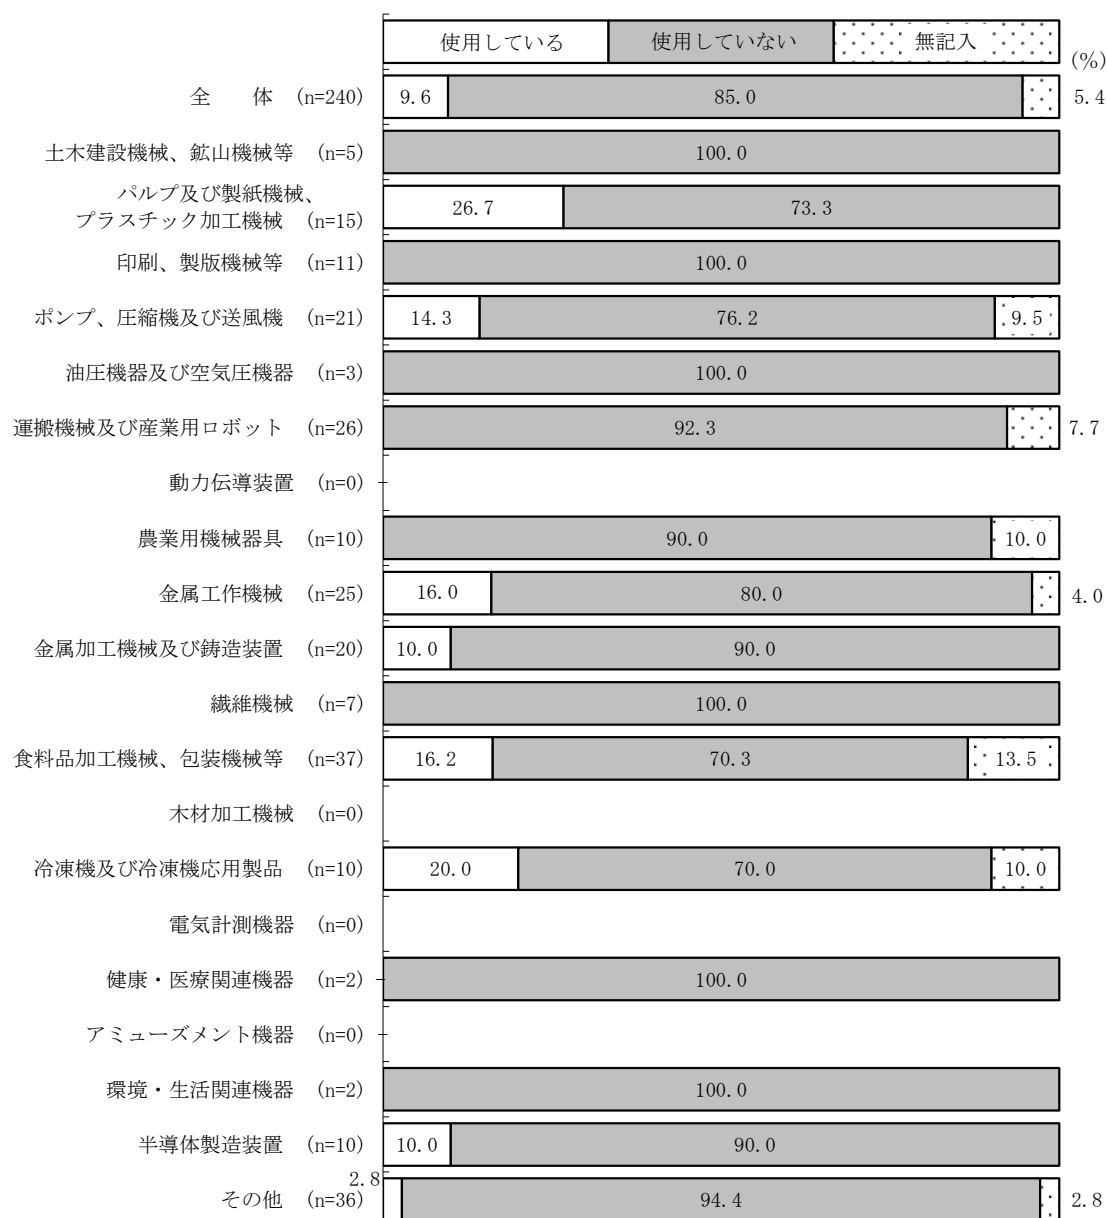 使用している 使用していない 無記入
(%)
全 体 (n=240) 9.6 85.0 5.4
土木建設機械、鉱山機械等 (n=5) 100.0
パルプ及び製紙機械、
プラスチック加工機械 (n=15) 26.7 73.3
印刷、製版機械等 (n=11) 100.0
ポンプ、圧縮機及び送風機 (n=21) 14.3 76.2 9.5
油圧機器及び空気圧機器 (n=3) 100.0
運搬機械及び産業用ロボット (n=26) 92.3 7.7
動力伝導装置 (n=0)
農業用機械器具 (n=10) 90.0 10.0
金属工作機械 (n=25) 16.0 80.0 4.0
金属加工機械及び鋳造装置 (n=20) 10.0 90.0
繊維機械 (n=7) 100.0
食料品加工機械、包装機械等 (n=37) 16.2 70.3 13.5
木材加工機械 (n=0)
冷凍機及び冷凍機応用製品 (n=10) 20.0 70.0 10.0
電気計測機器 (n=0)
健康・医療関連機器 (n=2) 100.0
アミューズメント機器 (n=0)
環境・生活関連機器 (n=2) 100.0
半導体製造装置 (n=10) 10.0 90.0
その他 (n=36) 2.8 94.4 2.8